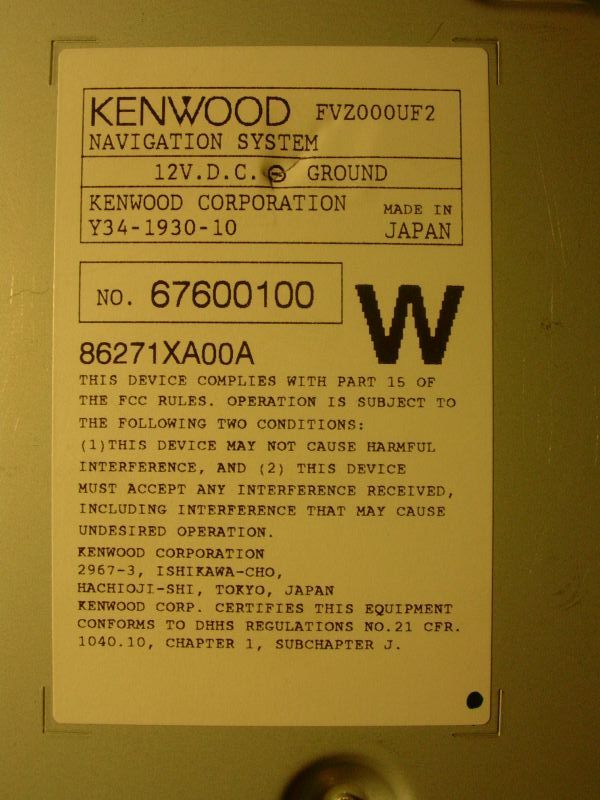 KENWOOD FVZ000UF2
NAVIGATION SYSTEM
12V.D.C. ⊖ GROUND
KENWOOD CORPORATION MADE IN
Y34-1930-10 JAPAN
NO. 67600100
W
86271XA00A
THIS DEVICE COMPLIES WITH PART 15 OF
THE FCC RULES. OPERATION IS SUBJECT TO
THE FOLLOWING TWO CONDITIONS:
(1)THIS DEVICE MAY NOT CAUSE HARMFUL
INTERFERENCE, AND (2) THIS DEVICE
MUST ACCEPT ANY INTERFERENCE RECEIVED,
INCLUDING INTERFERENCE THAT MAY CAUSE
UNDESIRED OPERATION.
KENWOOD CORPORATION
2967-3, ISHIKAWA-CHO,
HACHIOJI-SHI, TOKYO, JAPAN
KENWOOD CORP. CERTIFIES THIS EQUIPMENT
CONFORMS TO DHHS REGULATIONS NO.21 CFR.
1040.10, CHAPTER 1, SUBCHAPTER J.